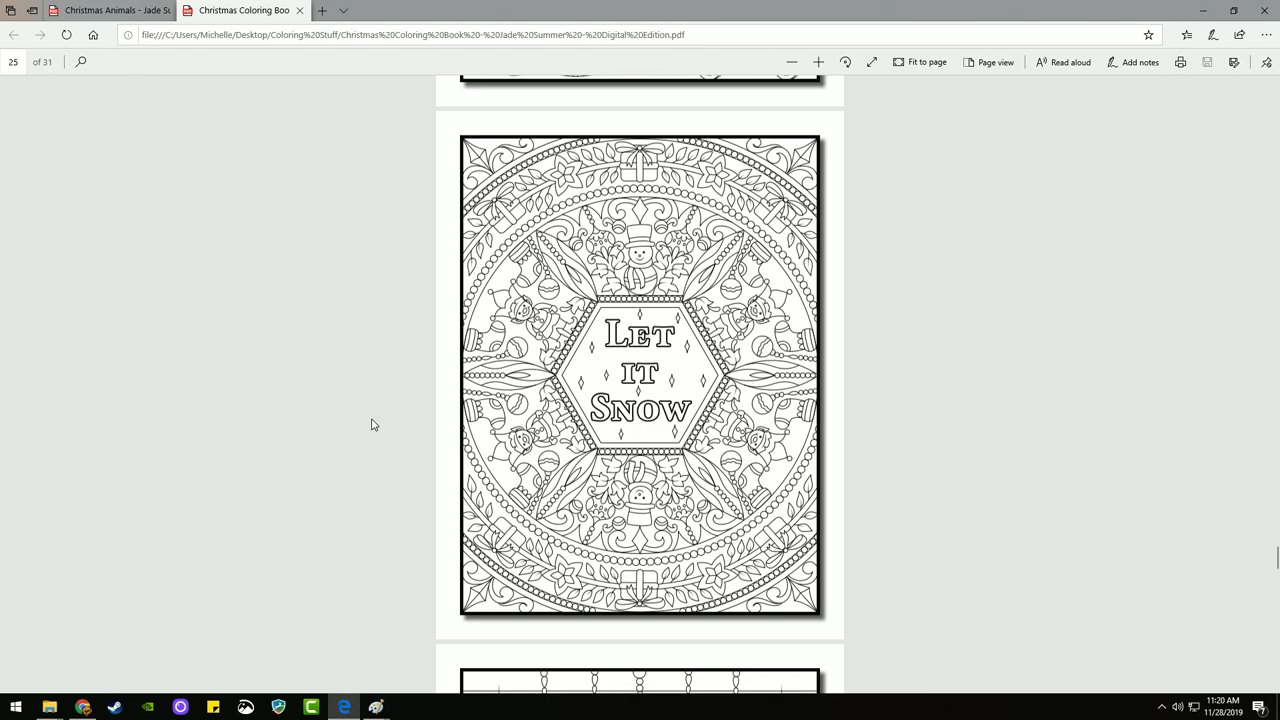 Christmas Animals - Jade Su
Christmas Coloring Boo
file:///C:/Users/Michelle/Desktop/Coloring%20Stuff/Christmas%20Coloring%20Book%20-%20Jade%20Summer%20-%20Digital%20Edition.pdf
25 of 31
Fit to page
Page view
Read aloud
Add notes
LET
IT
SNOW
11:20 AM
11/28/2019